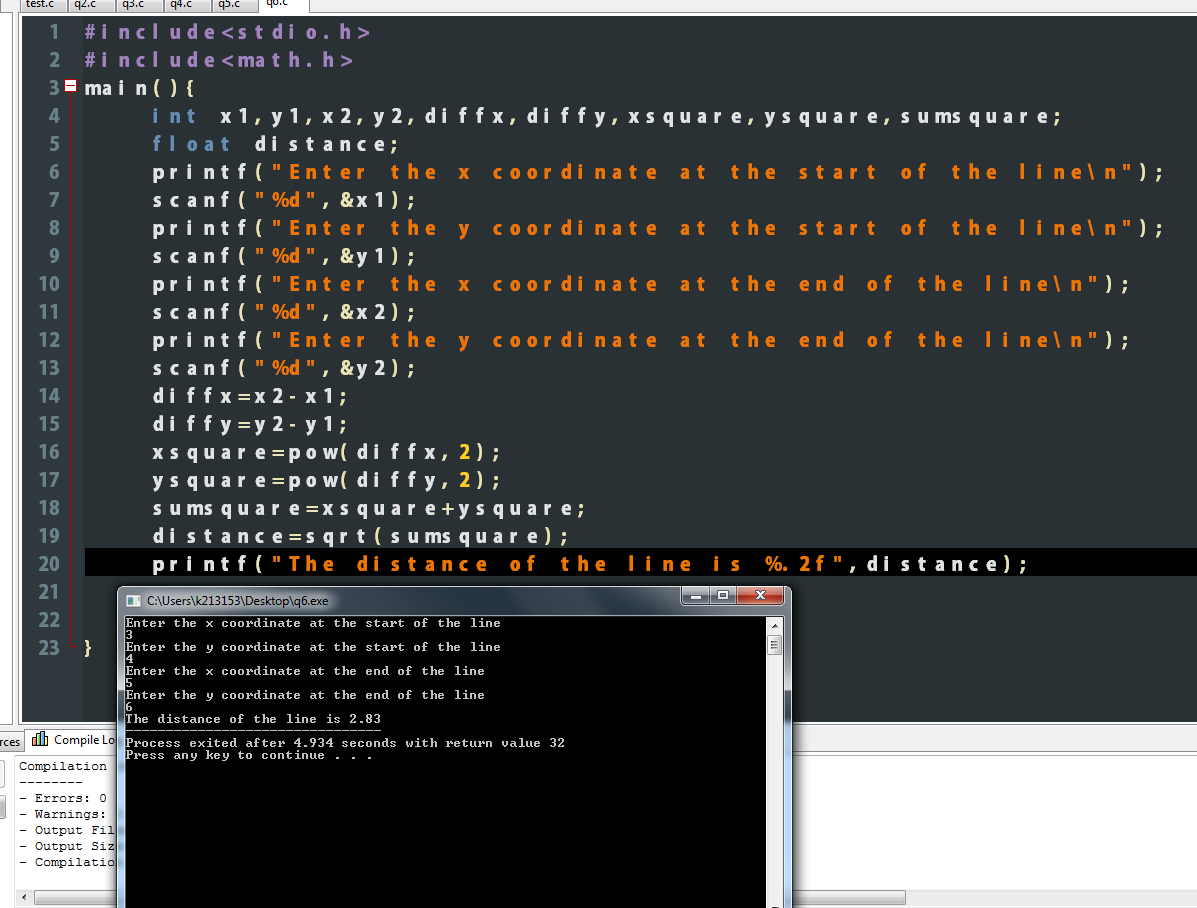 test.c q2.c q3.c q4.c q5.c q6.c
1 #include<stdio.h>
2 #include<math.h>
3 main(){
4 int x1,y1,x2,y2,diffx,diffy,xsquare,ysquare,sumsquare;
5 float distance;
6 printf("Enter the x coordinate at the start of the line\n");
7 scanf("%d",&x1);
8 printf("Enter the y coordinate at the start of the line\n");
9 scanf("%d",&y1);
10 printf("Enter the x coordinate at the end of the line\n");
11 scanf("%d",&x2);
12 printf("Enter the y coordinate at the end of the line\n");
13 scanf("%d",&y2);
14 diffx=x2-x1;
15 diffy=y2-y1;
16 xsquare=pow(diffx,2);
17 ysquare=pow(diffy,2);
18 sumsquare=xsquare+ysquare;
19 distance=sqrt(sumsquare);
20 printf("The distance of the line is %.2f",distance);
21
22
23 }
C:\Users\k213153\Desktop\q6.exe
Enter the x coordinate at the start of the line
3
Enter the y coordinate at the start of the line
4
Enter the x coordinate at the end of the line
5
Enter the y coordinate at the end of the line
6
The distance of the line is 2.83
--------------------------------
Process exited after 4.934 seconds with return value 32
Press any key to continue . . .
rces Compile Lo
Compilation
--------
- Errors: 0
- Warnings:
- Output Fil
- Output Siz
- Compilatio